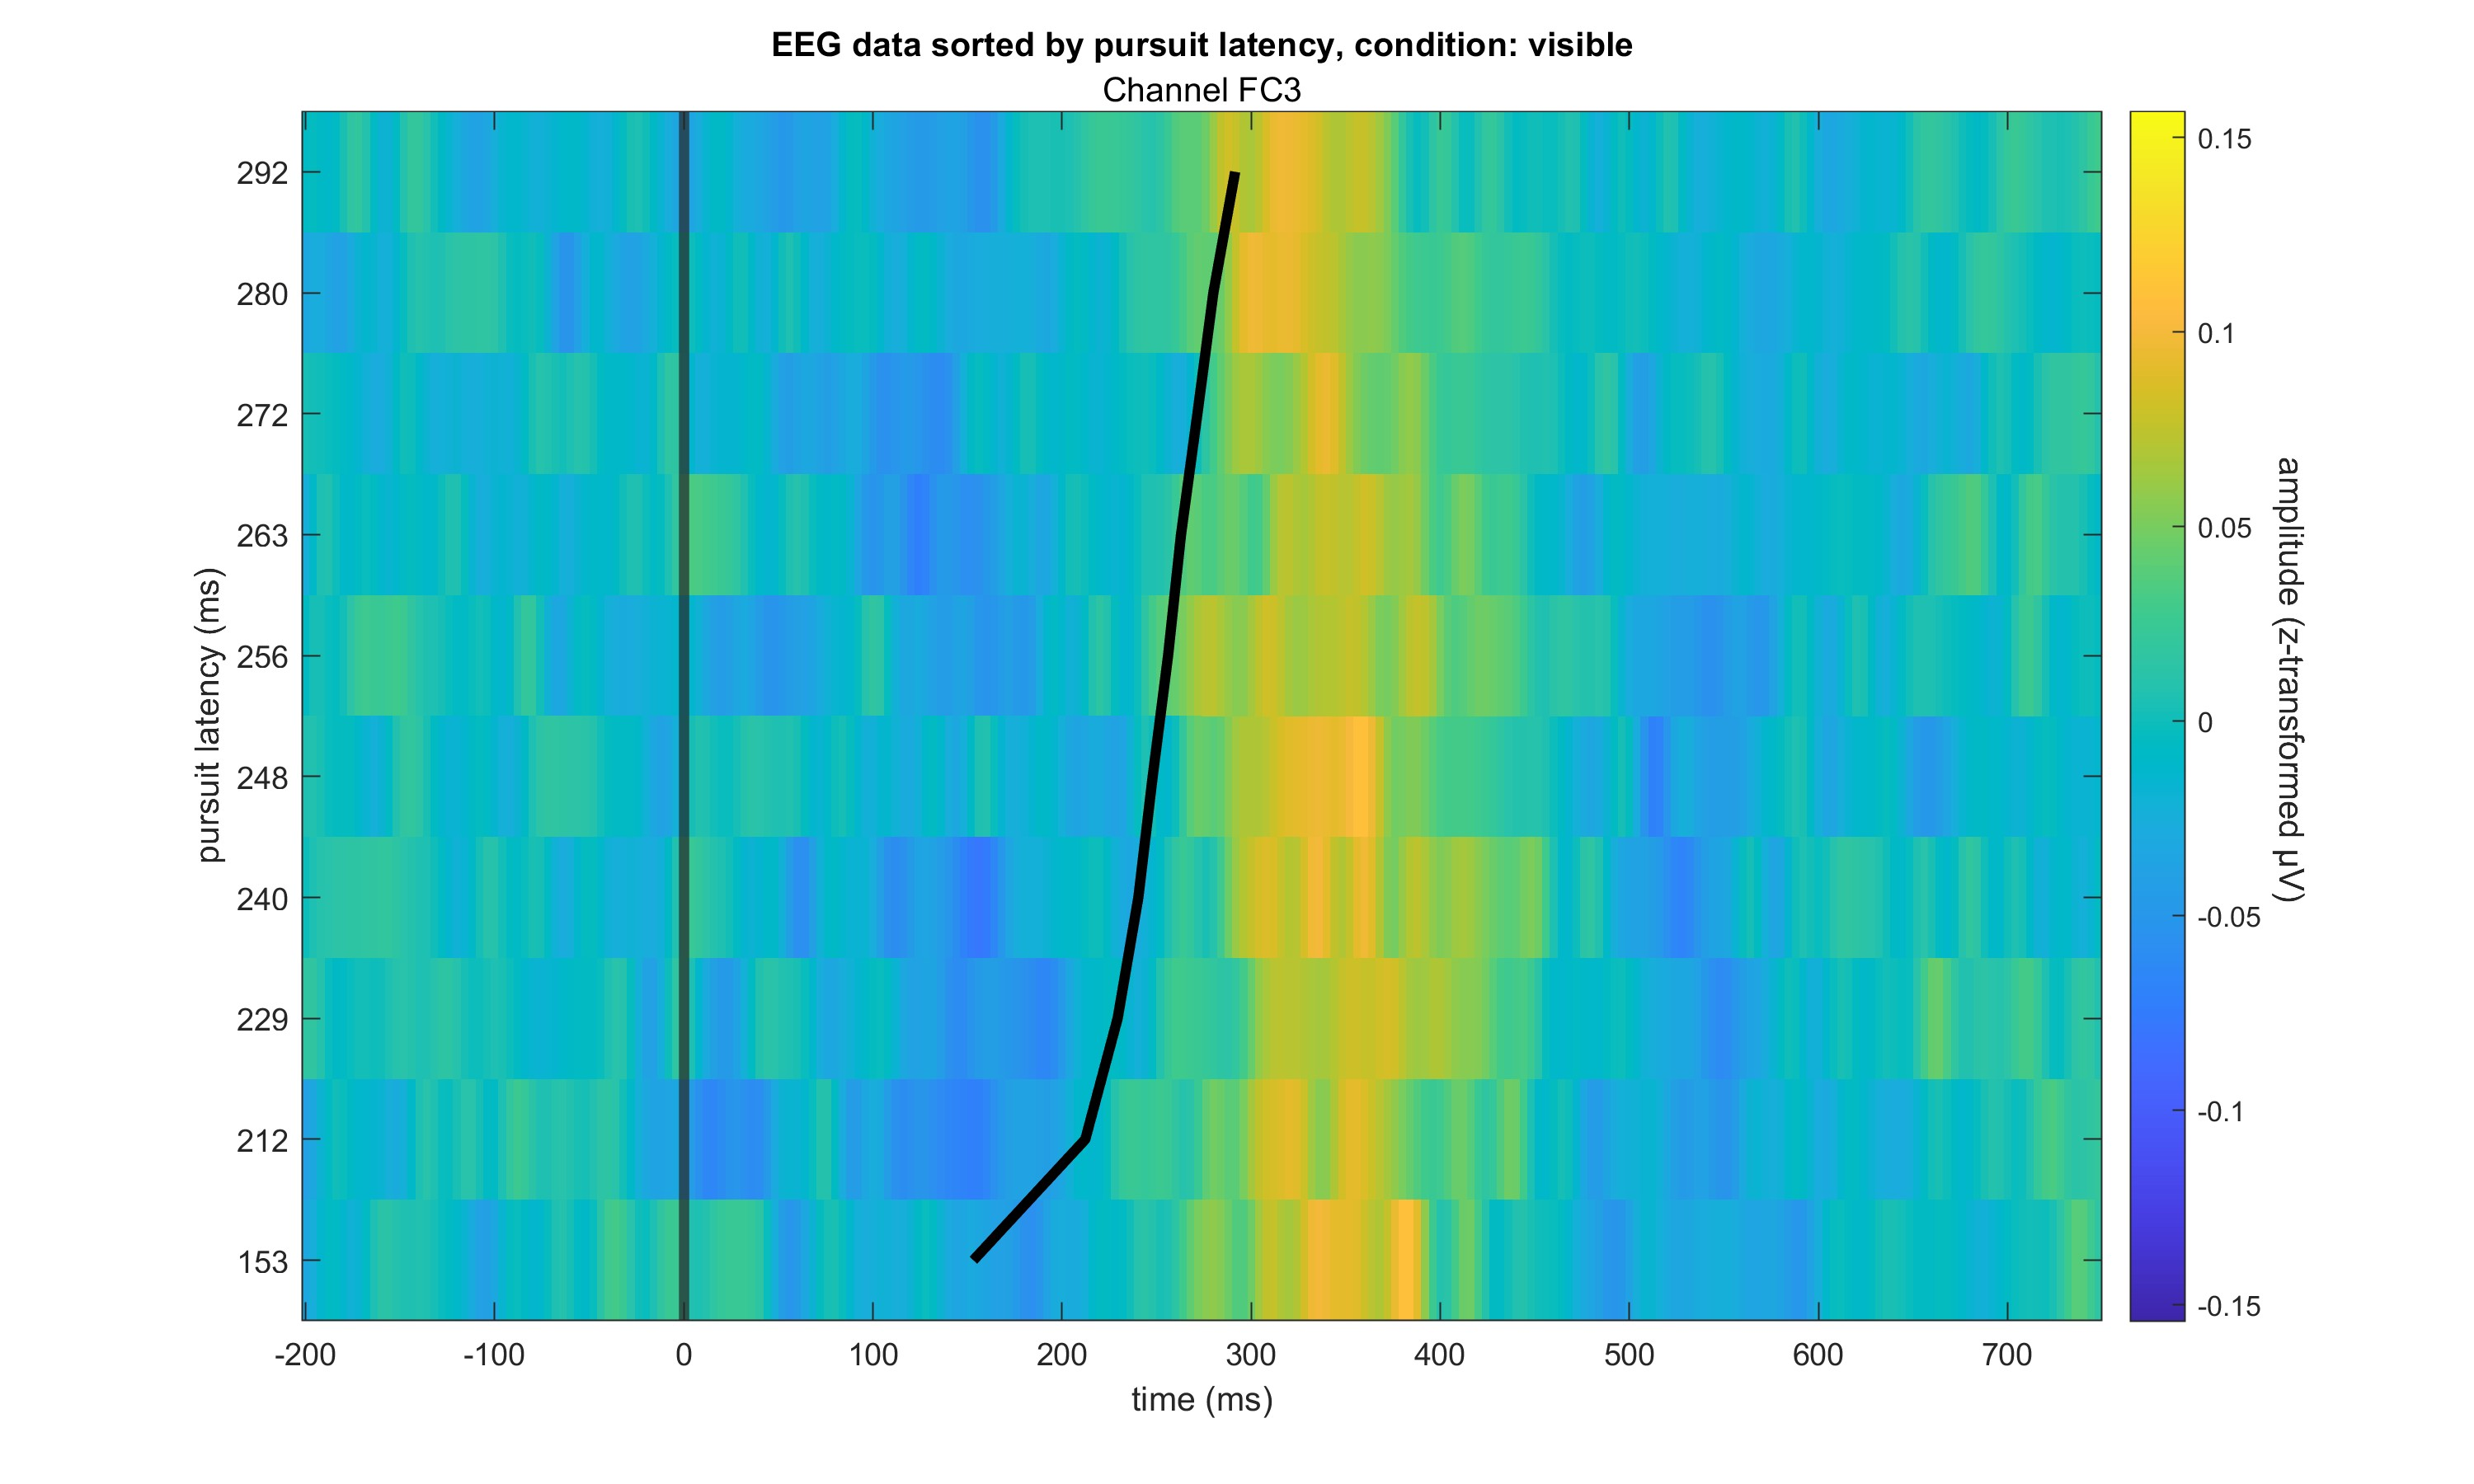 EEG data sorted by pursuit latency, condition: visible
Channel FC3
pursuit latency (ms)
292
280
272
263
256
248
240
229
212
153
-200 -100 0 100 200 300 400 500 600 700
time (ms)
0.15
0.1
0.05
0
-0.05
-0.1
-0.15
amplitude (z-transformed µV)